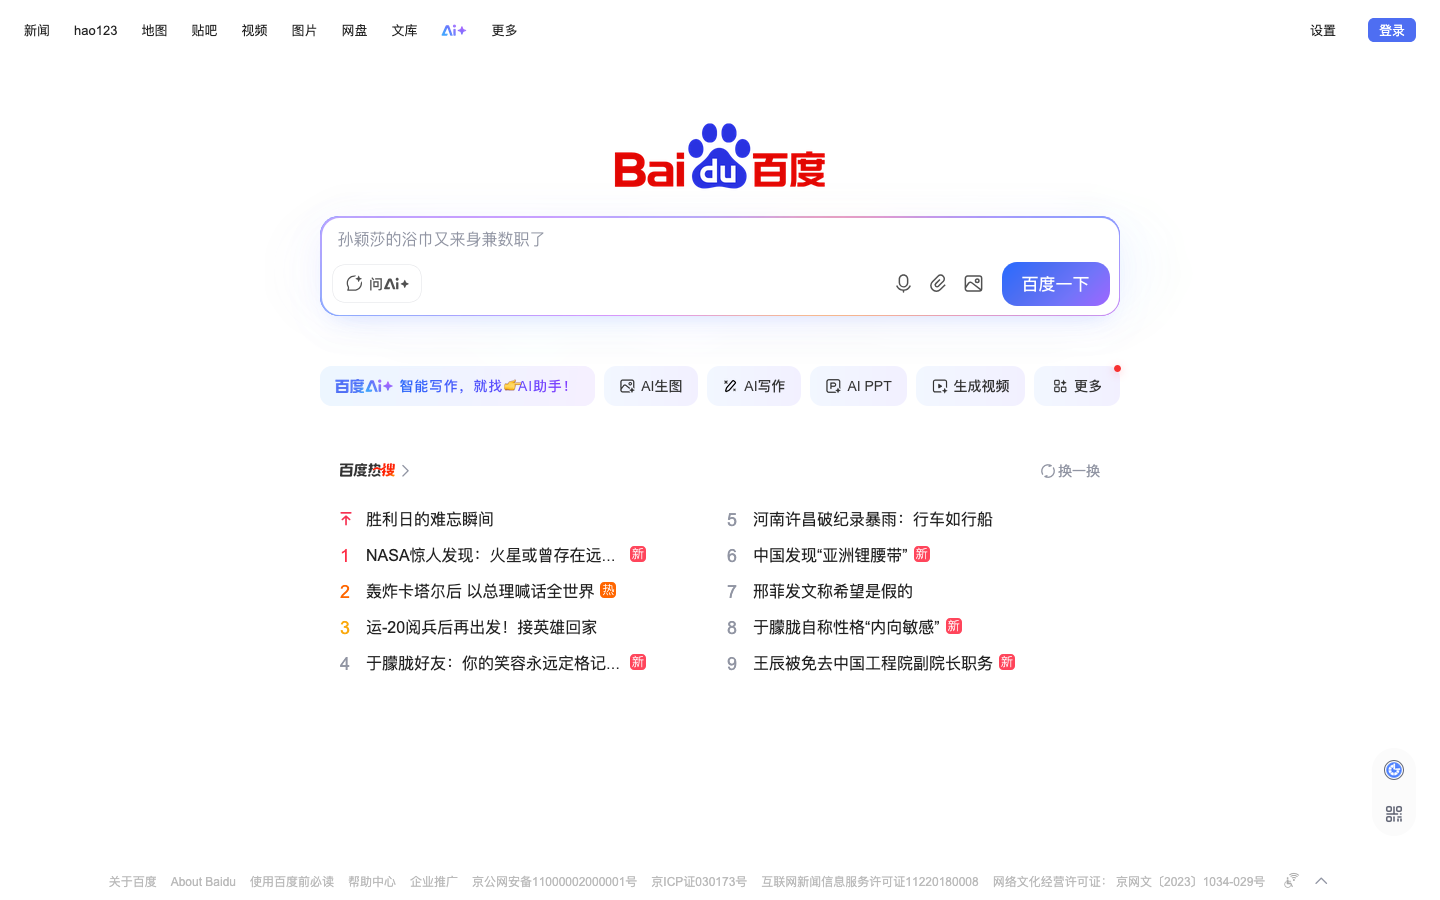 新闻 hao123 地图 贴吧 视频 图片 网盘 文库 Ai+ 更多 设置 登录
Bai du 百度
孙颖莎的浴巾又来身兼数职了
问Ai+ 百度一下
百度Ai+ 智能写作，就找👉AI助手！ AI生图 AI写作 AI PPT 生成视频 更多
百度热搜 换一换
胜利日的难忘瞬间
1 NASA惊人发现：火星或曾存在远... 新
2 轰炸卡塔尔后 以总理喊话全世界 热
3 运-20阅兵后再出发！接英雄回家
4 于朦胧好友：你的笑容永远定格记... 新
5 河南许昌破纪录暴雨：行车如行船
6 中国发现“亚洲锂腰带” 新
7 邢菲发文称希望是假的
8 于朦胧自称性格“内向敏感” 新
9 王辰被免去中国工程院副院长职务 新
关于百度 About Baidu 使用百度前必读 帮助中心 企业推广 京公网安备11000002000001号 京ICP证030173号 互联网新闻信息服务许可证11220180008 网络文化经营许可证： 京网文〔2023〕1034-029号